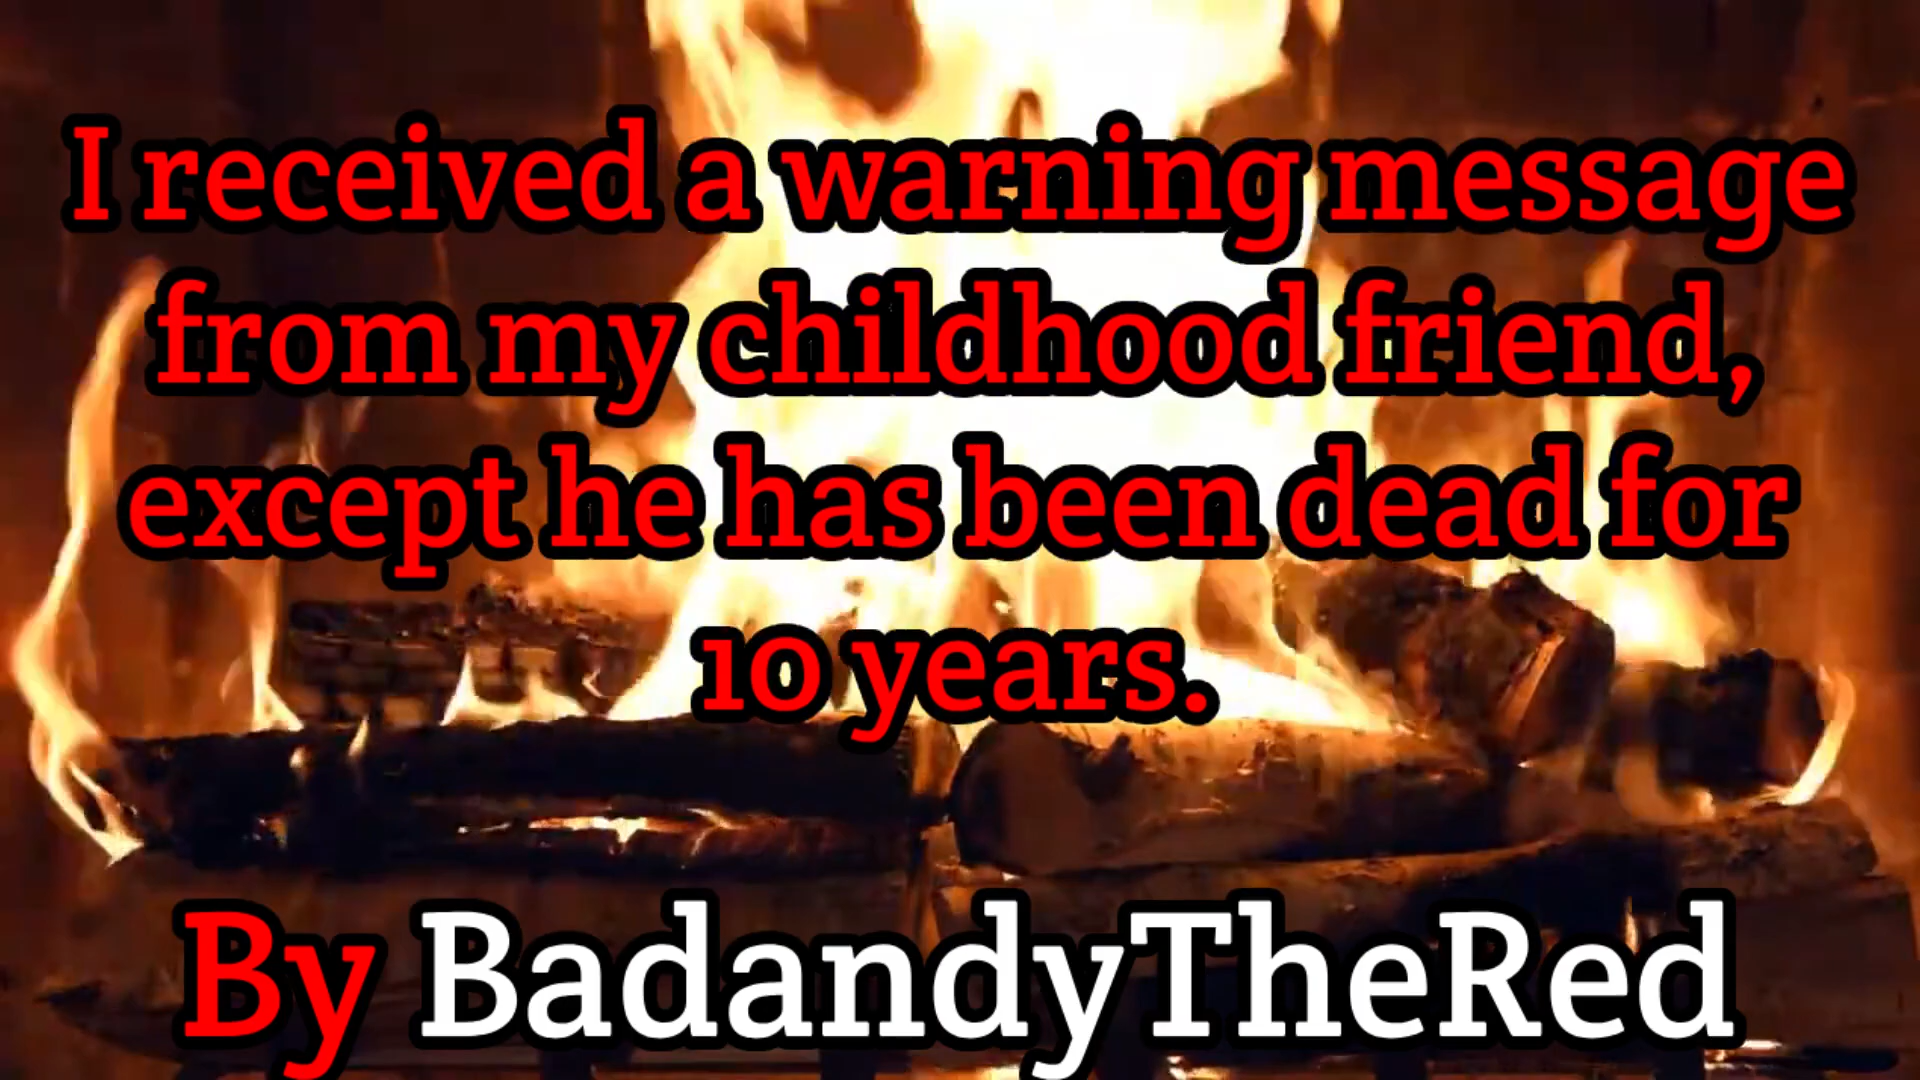 I received a warning message
from my childhood friend,
except he has been dead for
10 years.
By BadandyTheRed